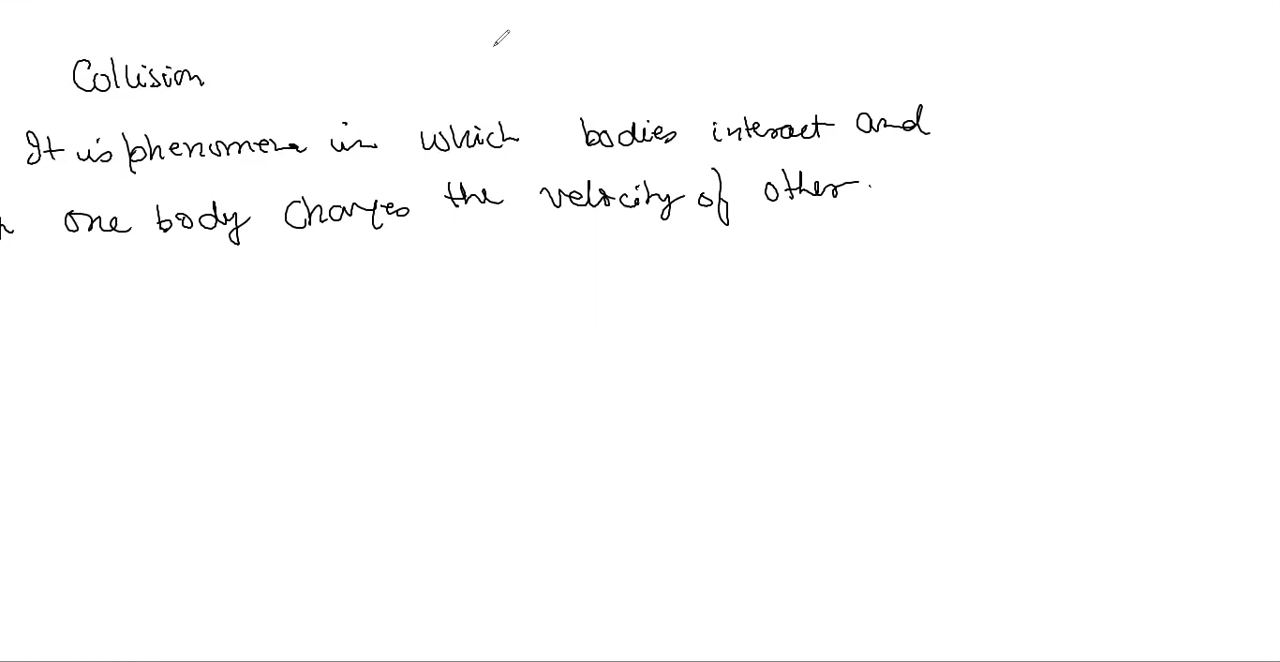 Collision
It is phenomena in which bodies interact and
one body changes the velocity of other.